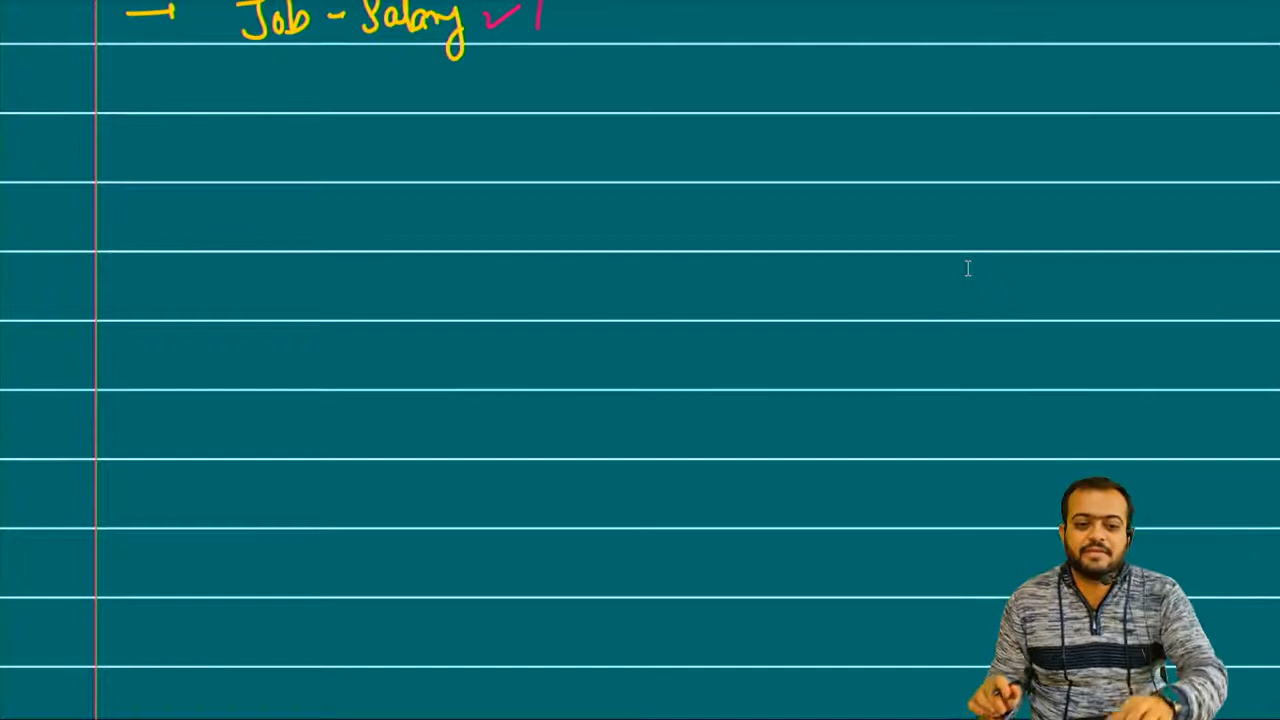 → Job - Salary ✓